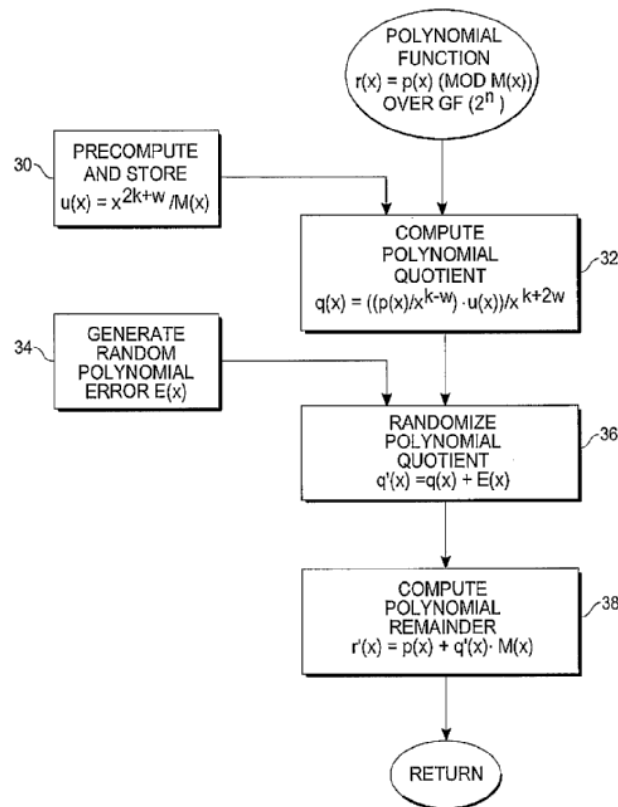 POLYNOMIAL
FUNCTION
r(x) = p(x) (MOD M(x))
OVER GF (2^n)
30
PRECOMPUTE
AND STORE
u(x) = x^2k+w /M(x)
COMPUTE
POLYNOMIAL
QUOTIENT
q(x) = ((p(x)/x^k-w) · u(x))/x^k+2w
32
34
GENERATE
RANDOM
POLYNOMIAL
ERROR E(x)
RANDOMIZE
POLYNOMIAL
QUOTIENT
q'(x) =q(x) + E(x)
36
COMPUTE
POLYNOMIAL
REMAINDER
r'(x) = p(x) + q'(x)· M(x)
38
RETURN